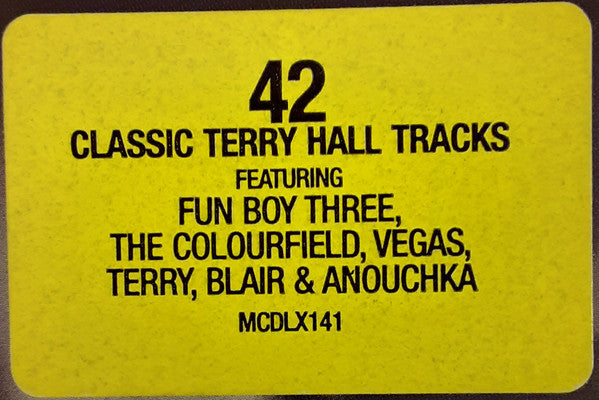 42
CLASSIC TERRY HALL TRACKS
FEATURING
FUN BOY THREE,
THE COLOURFIELD, VEGAS,
TERRY, BLAIR & ANOUCHKA
MCDLX141